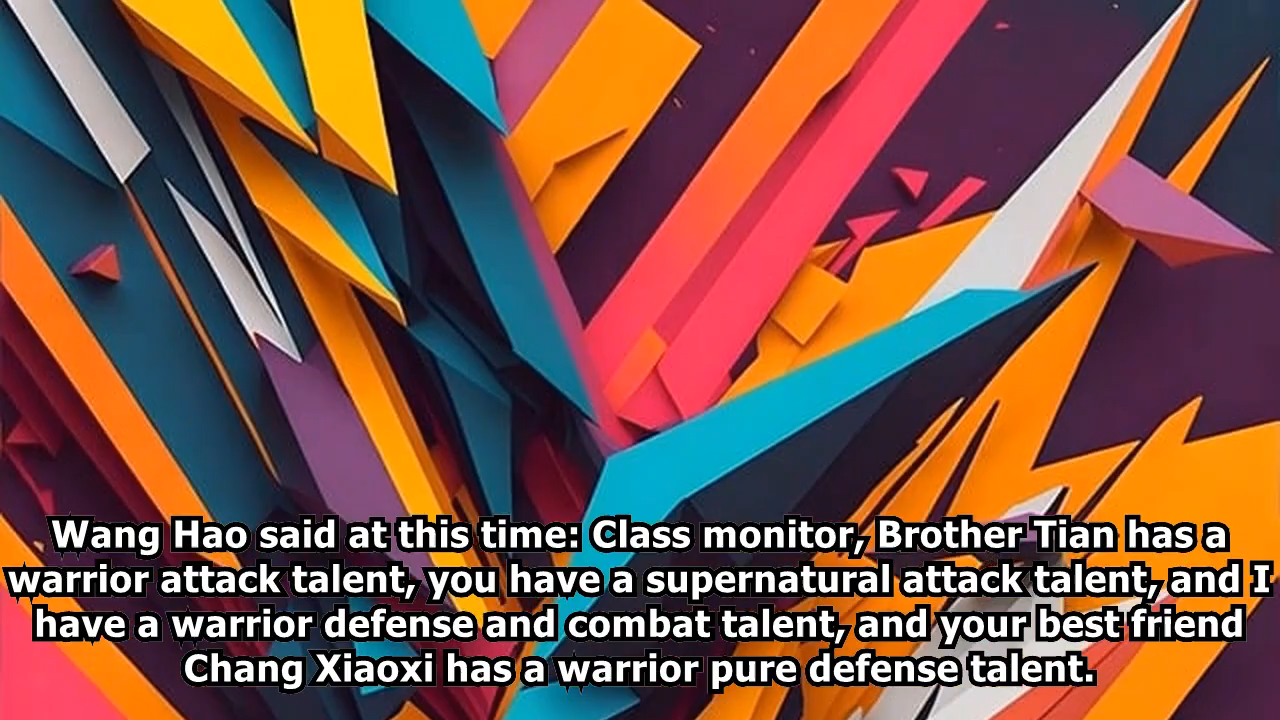 Wang Hao said at this time: Class monitor, Brother Tian has a
warrior attack talent, you have a supernatural attack talent, and I
have a warrior defense and combat talent, and your best friend
Chang Xiaoxi has a warrior pure defense talent.